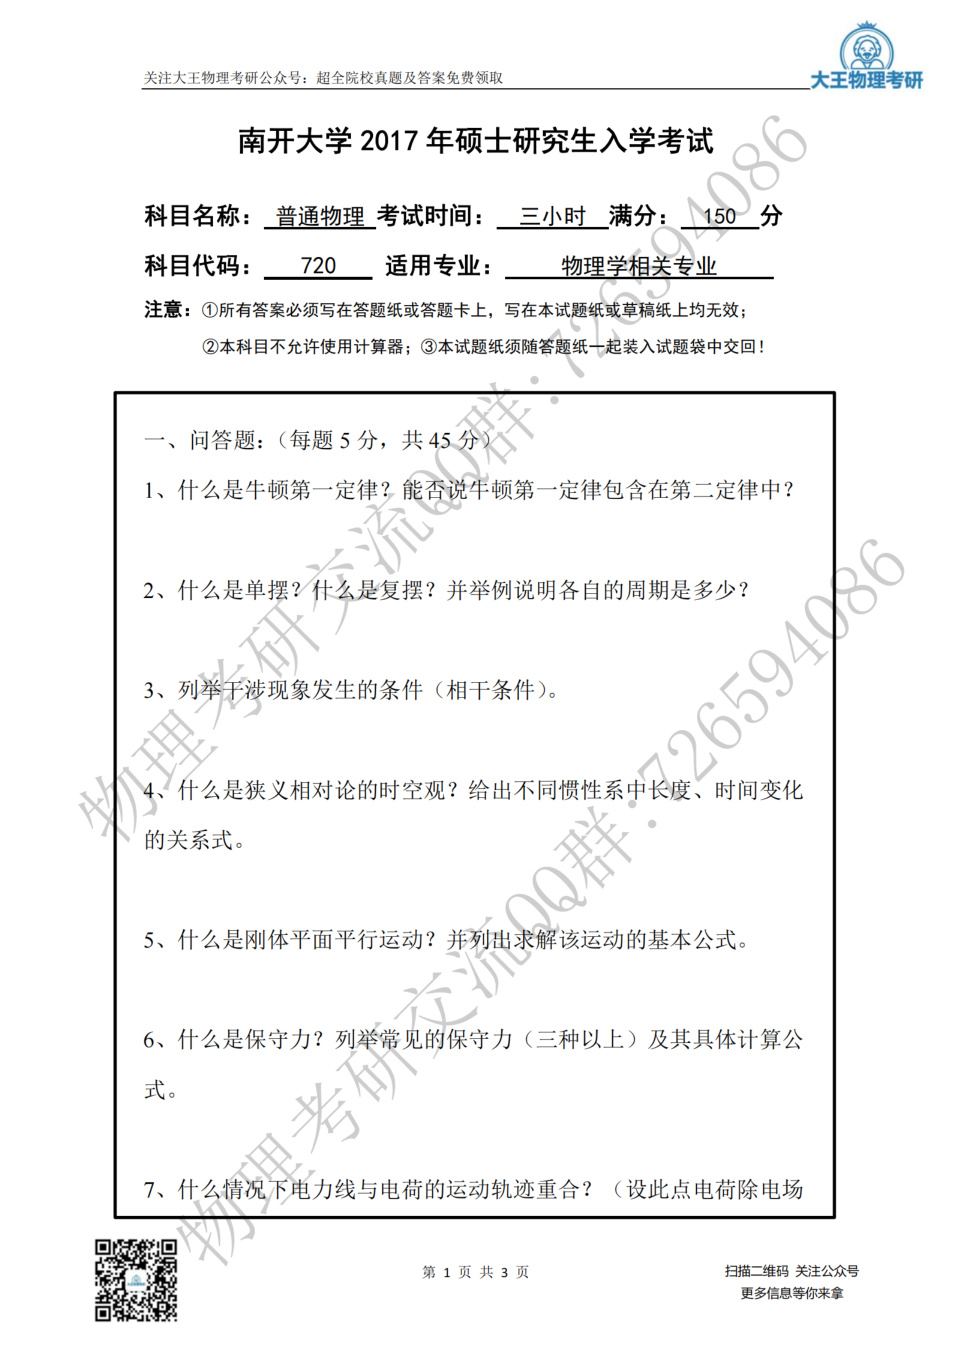 关注大王物理考研公众号：超全院校真题及答案免费领取
大王物理考研
南开大学 2017 年硕士研究生入学考试
科目名称： 普通物理 考试时间： 三小时 满分： 150 分
科目代码： 720 适用专业： 物理学相关专业
注意：①所有答案必须写在答题纸或答题卡上，写在本试题纸或草稿纸上均无效；
②本科目不允许使用计算器；③本试题纸须随答题纸一起装入试题袋中交回！
一、问答题：（每题 5 分，共 45 分）
1、什么是牛顿第一定律？能否说牛顿第一定律包含在第二定律中？
2、什么是单摆？什么是复摆？并举例说明各自的周期是多少？
3、列举干涉现象发生的条件（相干条件）。
4、什么是狭义相对论的时空观？给出不同惯性系中长度、时间变化
的关系式。
5、什么是刚体平面平行运动？并列出求解该运动的基本公式。
6、什么是保守力？列举常见的保守力（三种以上）及其具体计算公
式。
7、什么情况下电力线与电荷的运动轨迹重合？（设此点电荷除电场
物理考研交流QQ群：726594086
物理考研交流QQ群：726594086
大王物理考研
第 1 页 共 3 页
扫描二维码 关注公众号
更多信息等你来拿